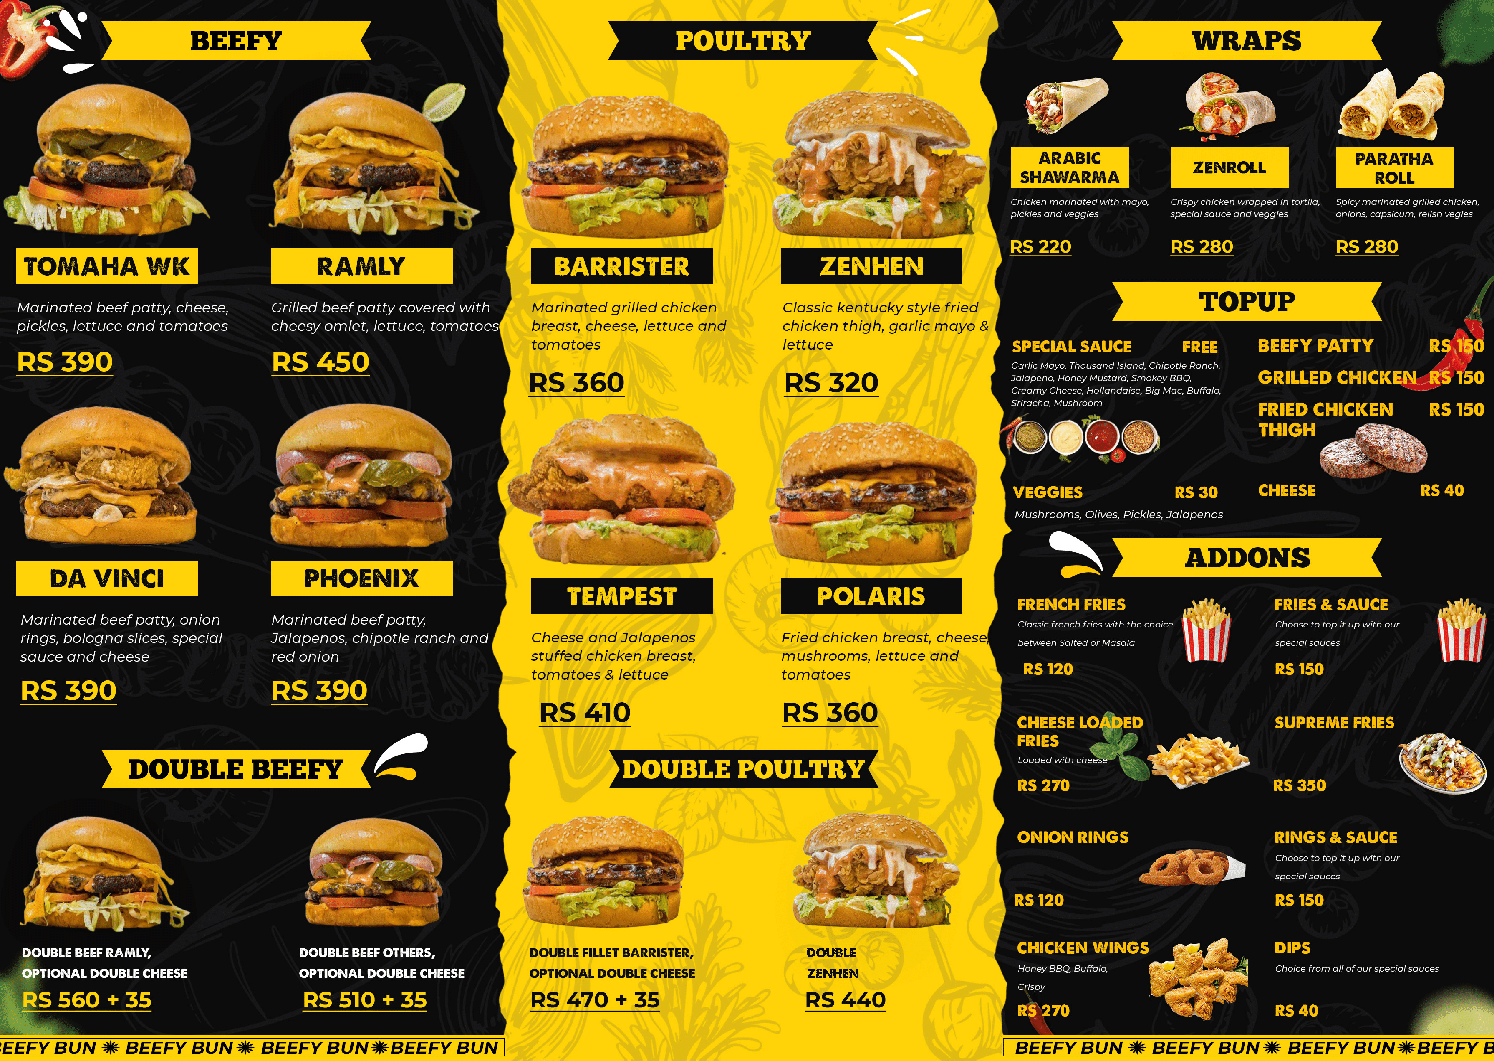 BEEFY
TOMAHA WK
Marinated beef patty, cheese,
pickles, lettuce and tomatoes
RS 390
RAMLY
Grilled beef patty covered with
cheesy omlet, lettuce, tomatoes
RS 450
DA VINCI
Marinated beef patty, onion
rings, bologna slices, special
sauce and cheese
RS 390
PHOENIX
Marinated beef patty,
Jalapenos, chipotle ranch and
red onion
RS 390
DOUBLE BEEFY
DOUBLE BEEF RAMLY,
OPTIONAL DOUBLE CHEESE
RS 560 + 35
DOUBLE BEEF OTHERS,
OPTIONAL DOUBLE CHEESE
RS 510 + 35
POULTRY
BARRISTER
Marinated grilled chicken
breast, cheese, lettuce and
tomatoes
RS 360
ZENHEN
Classic kentucky style fried
chicken thigh, garlic mayo &
lettuce
RS 320
TEMPEST
Cheese and Jalapenos
stuffed chicken breast,
tomatoes & lettuce
RS 410
POLARIS
Fried chicken breast, cheese
mushrooms, lettuce and
tomatoes
RS 360
DOUBLE POULTRY
DOUBLE FILLET BARRISTER,
OPTIONAL DOUBLE CHEESE
RS 470 + 35
DOUBLE
ZENHEN
RS 440
WRAPS
ARABIC
SHAWARMA
Chicken marinated with mayo,
pickles and veggies
RS 220
ZENROLL
Crispy chicken wrapped in tortila,
special sauce and veggies
RS 280
PARATHA
ROLL
Spicy marinated grilled chicken,
onions, capsicum, relish vegies
RS 280
TOPUP
SPECIAL SAUCE FREE
Garlic Mayo, Thousand Island, Chipotle Ranch,
Jalapeno, Honey Mustard, Smokey BBQ,
Creamy Cheese, Hollandaise, Big Mac, Buffalo,
Sriracha, Mushroom
BEEFY PATTY RS 150
GRILLED CHICKEN RS 150
FRIED CHICKEN RS 150
THIGH
VEGGIES RS 30
Mushrooms, Olives, Pickles, Jalapenos
CHEESE RS 40
ADDONS
FRENCH FRIES
Classic french fries with the choice
between Salted or Masala
RS 120
FRIES & SAUCE
Choose to top it up with our
special sauces
RS 150
CHEESE LOADED
FRIES
Loaded with cheese
RS 270
SUPREME FRIES
RS 350
ONION RINGS
RS 120
RINGS & SAUCE
Choose to top it up with our
special sauces
RS 150
CHICKEN WINGS
Honey BBQ, Buffalo,
Crispy
RS 270
DIPS
Choice from all of our special sauces
RS 40
BEEFY BUN BEEFY BUN BEEFY BUN BEEFY BUN
BEEFY BUN BEEFY BUN BEEFY BUN BEEFY B